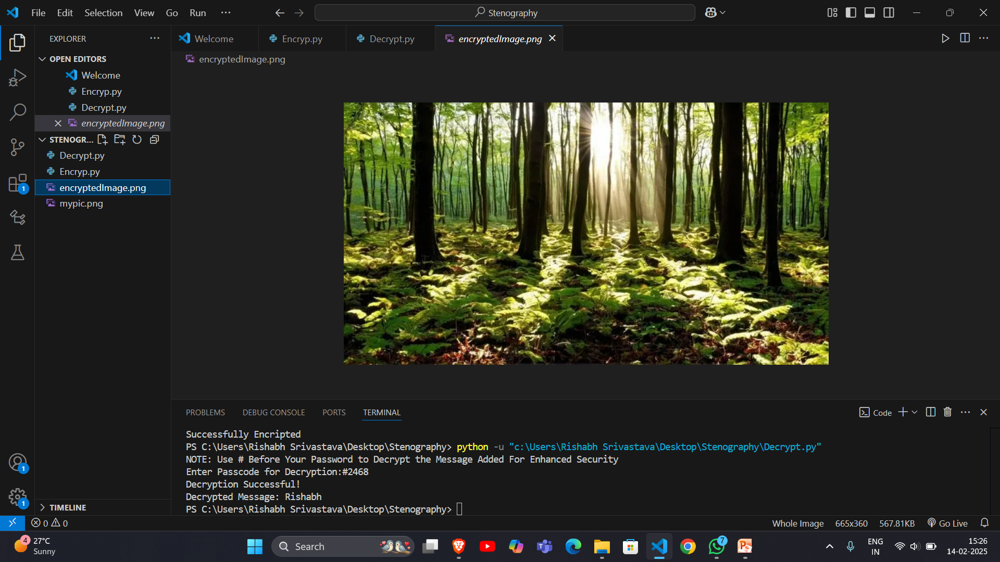 File Edit Selection View Go Run ··· Stenography
EXPLORER ···
OPEN EDITORS
Welcome
Encryp.py
Decrypt.py
encryptedImage.png
STENOGR...
Decrypt.py
Encryp.py
encryptedImage.png
mypic.png
1
1
1
TIMELINE
Welcome Encryp.py Decrypt.py encryptedImage.png
encryptedImage.png
PROBLEMS DEBUG CONSOLE PORTS TERMINAL Code
Successfully Encripted
PS C:\Users\Rishabh Srivastava\Desktop\Stenography> python -u "c:\Users\Rishabh Srivastava\Desktop\Stenography\Decrypt.py"
NOTE: Use # Before Your Password to Decrypt the Message Added For Enhanced Security
Enter Passcode for Decryption:#2468
Decryption Successful!
Decrypted Message: Rishabh
PS C:\Users\Rishabh Srivastava\Desktop\Stenography>
0 0 Whole Image 665x360 567.81KB Go Live
4 27°C
Sunny
Search
7
ENG
IN
15:26
14-02-2025